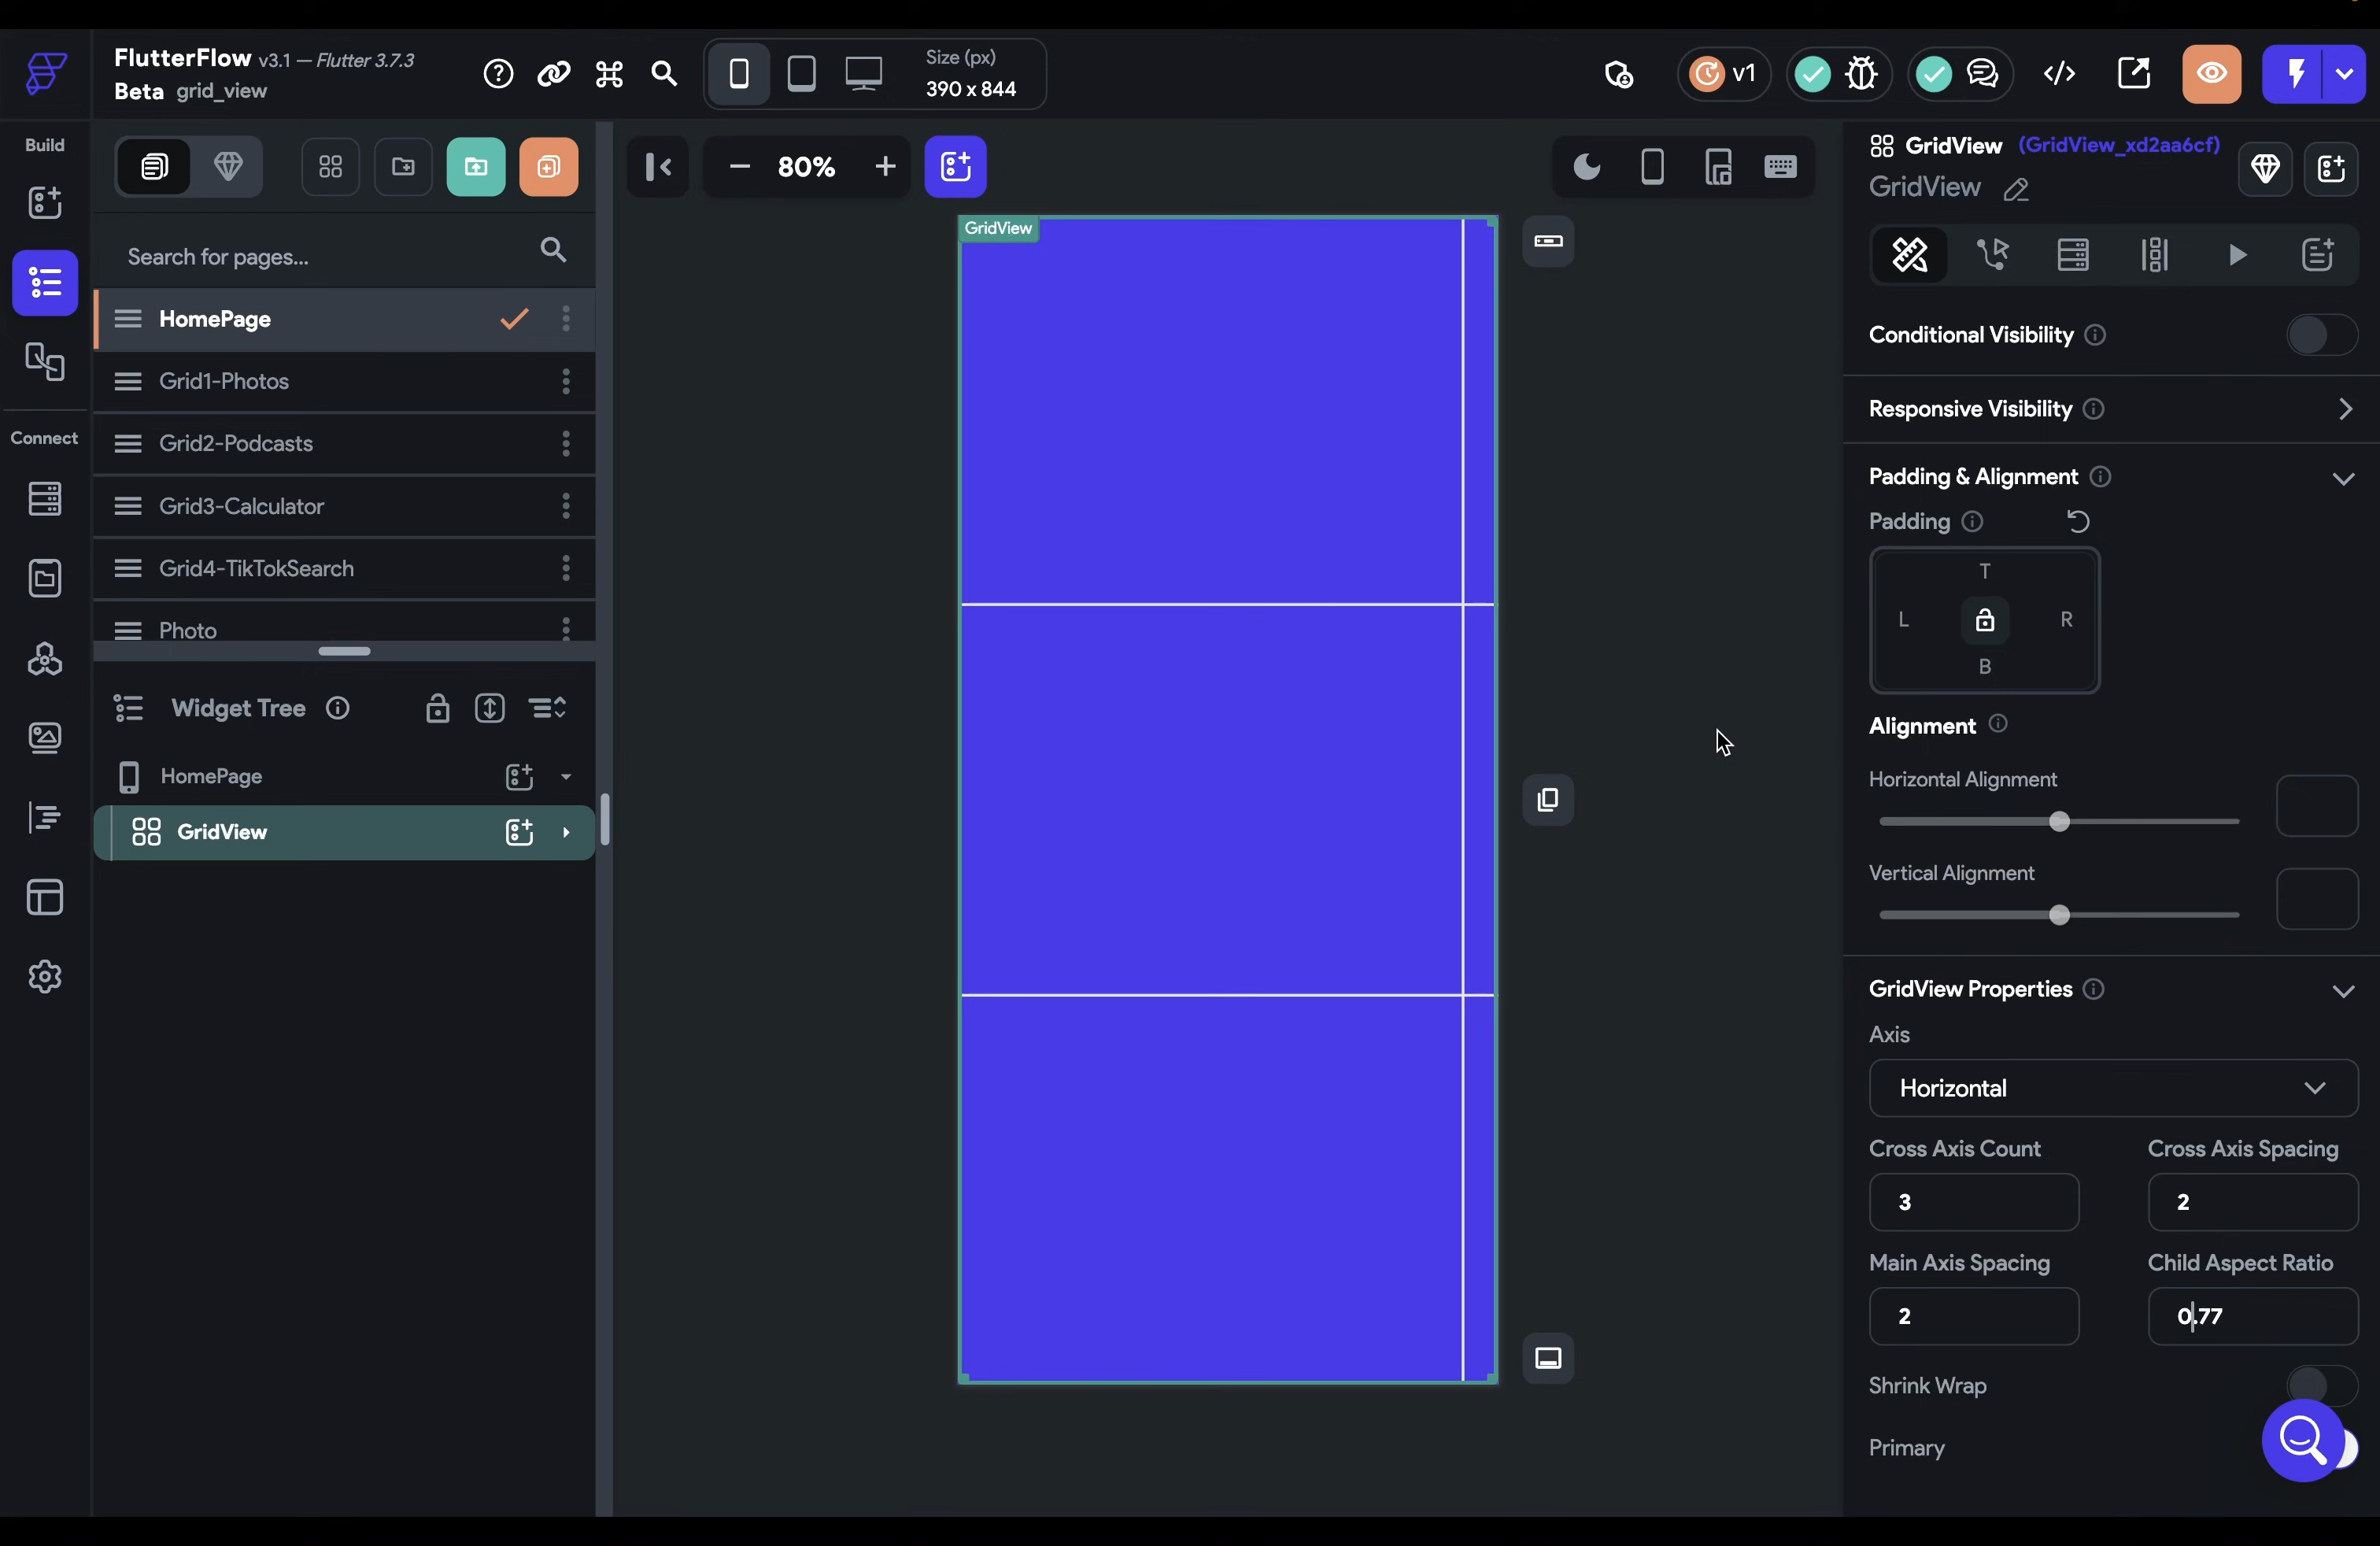 FlutterFlow v3.1 – Flutter 3.7.3
Beta grid_view
Size (px)
390 x 844
v1
Build
Connect
Search for pages...
HomePage
Grid1-Photos
Grid2-Podcasts
Grid3-Calculator
Grid4-TikTokSearch
Photo
Widget Tree
HomePage
GridView
80%
GridView
GridView (GridView_xd2aa6cf)
GridView
Conditional Visibility
Responsive Visibility
Padding & Alignment
Padding
T
L R
B
Alignment
Horizontal Alignment
Vertical Alignment
GridView Properties
Axis
Horizontal
Cross Axis Count Cross Axis Spacing
3 2
Main Axis Spacing Child Aspect Ratio
2 0.77
Shrink Wrap
Primary